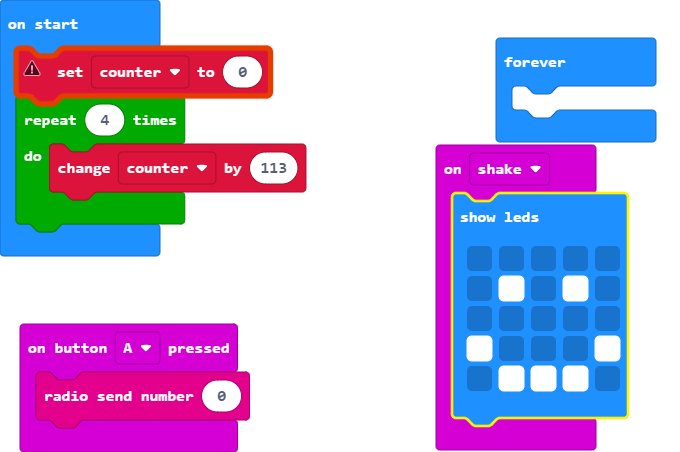 on start
set counter to 0
repeat 4 times
do change counter by 113
on button A pressed
radio send number 0
forever
on shake
show leds